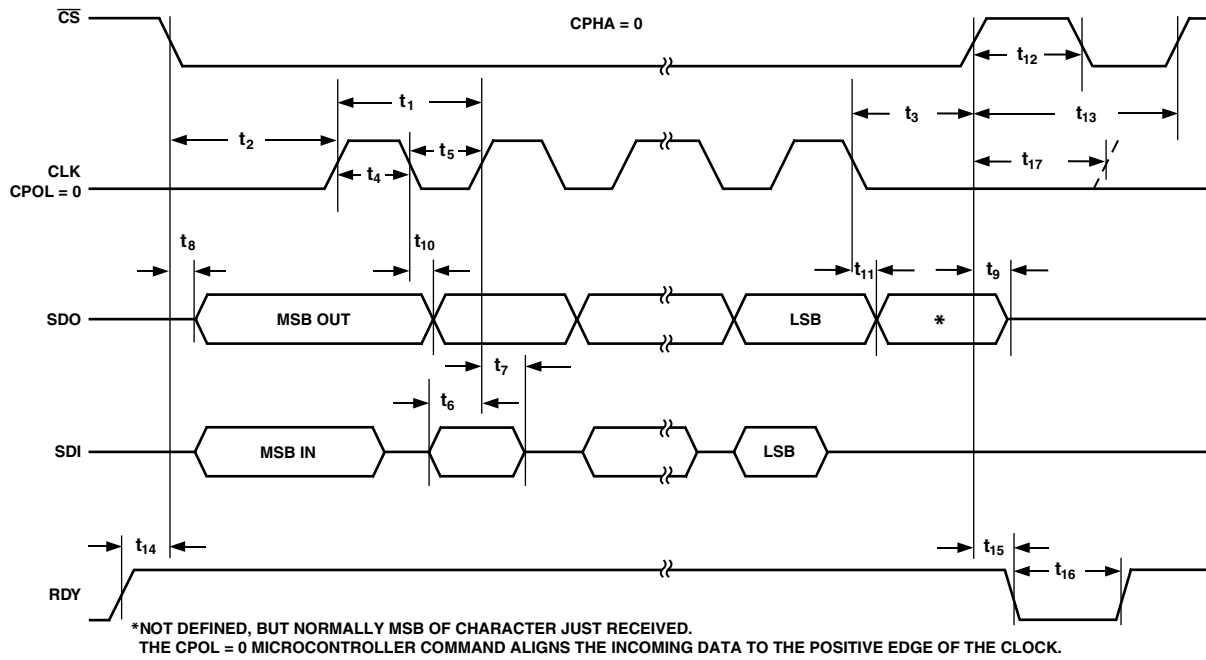 CS
CPHA = 0
t12
t1
t3
t13
t2
t5
t17
CLK
CPOL = 0
t4
t8
t10
t11
t9
SDO
MSB OUT
LSB
*
t7
t6
SDI
MSB IN
LSB
t14
t15
t16
RDY
*NOT DEFINED, BUT NORMALLY MSB OF CHARACTER JUST RECEIVED.
THE CPOL = 0 MICROCONTROLLER COMMAND ALIGNS THE INCOMING DATA TO THE POSITIVE EDGE OF THE CLOCK.